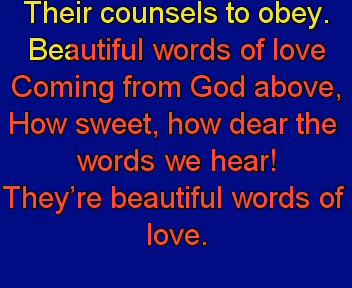 Their counsels to obey.
Beautiful words of love
Coming from God above,
How sweet, how dear the
words we hear!
They’re beautiful words of
love.